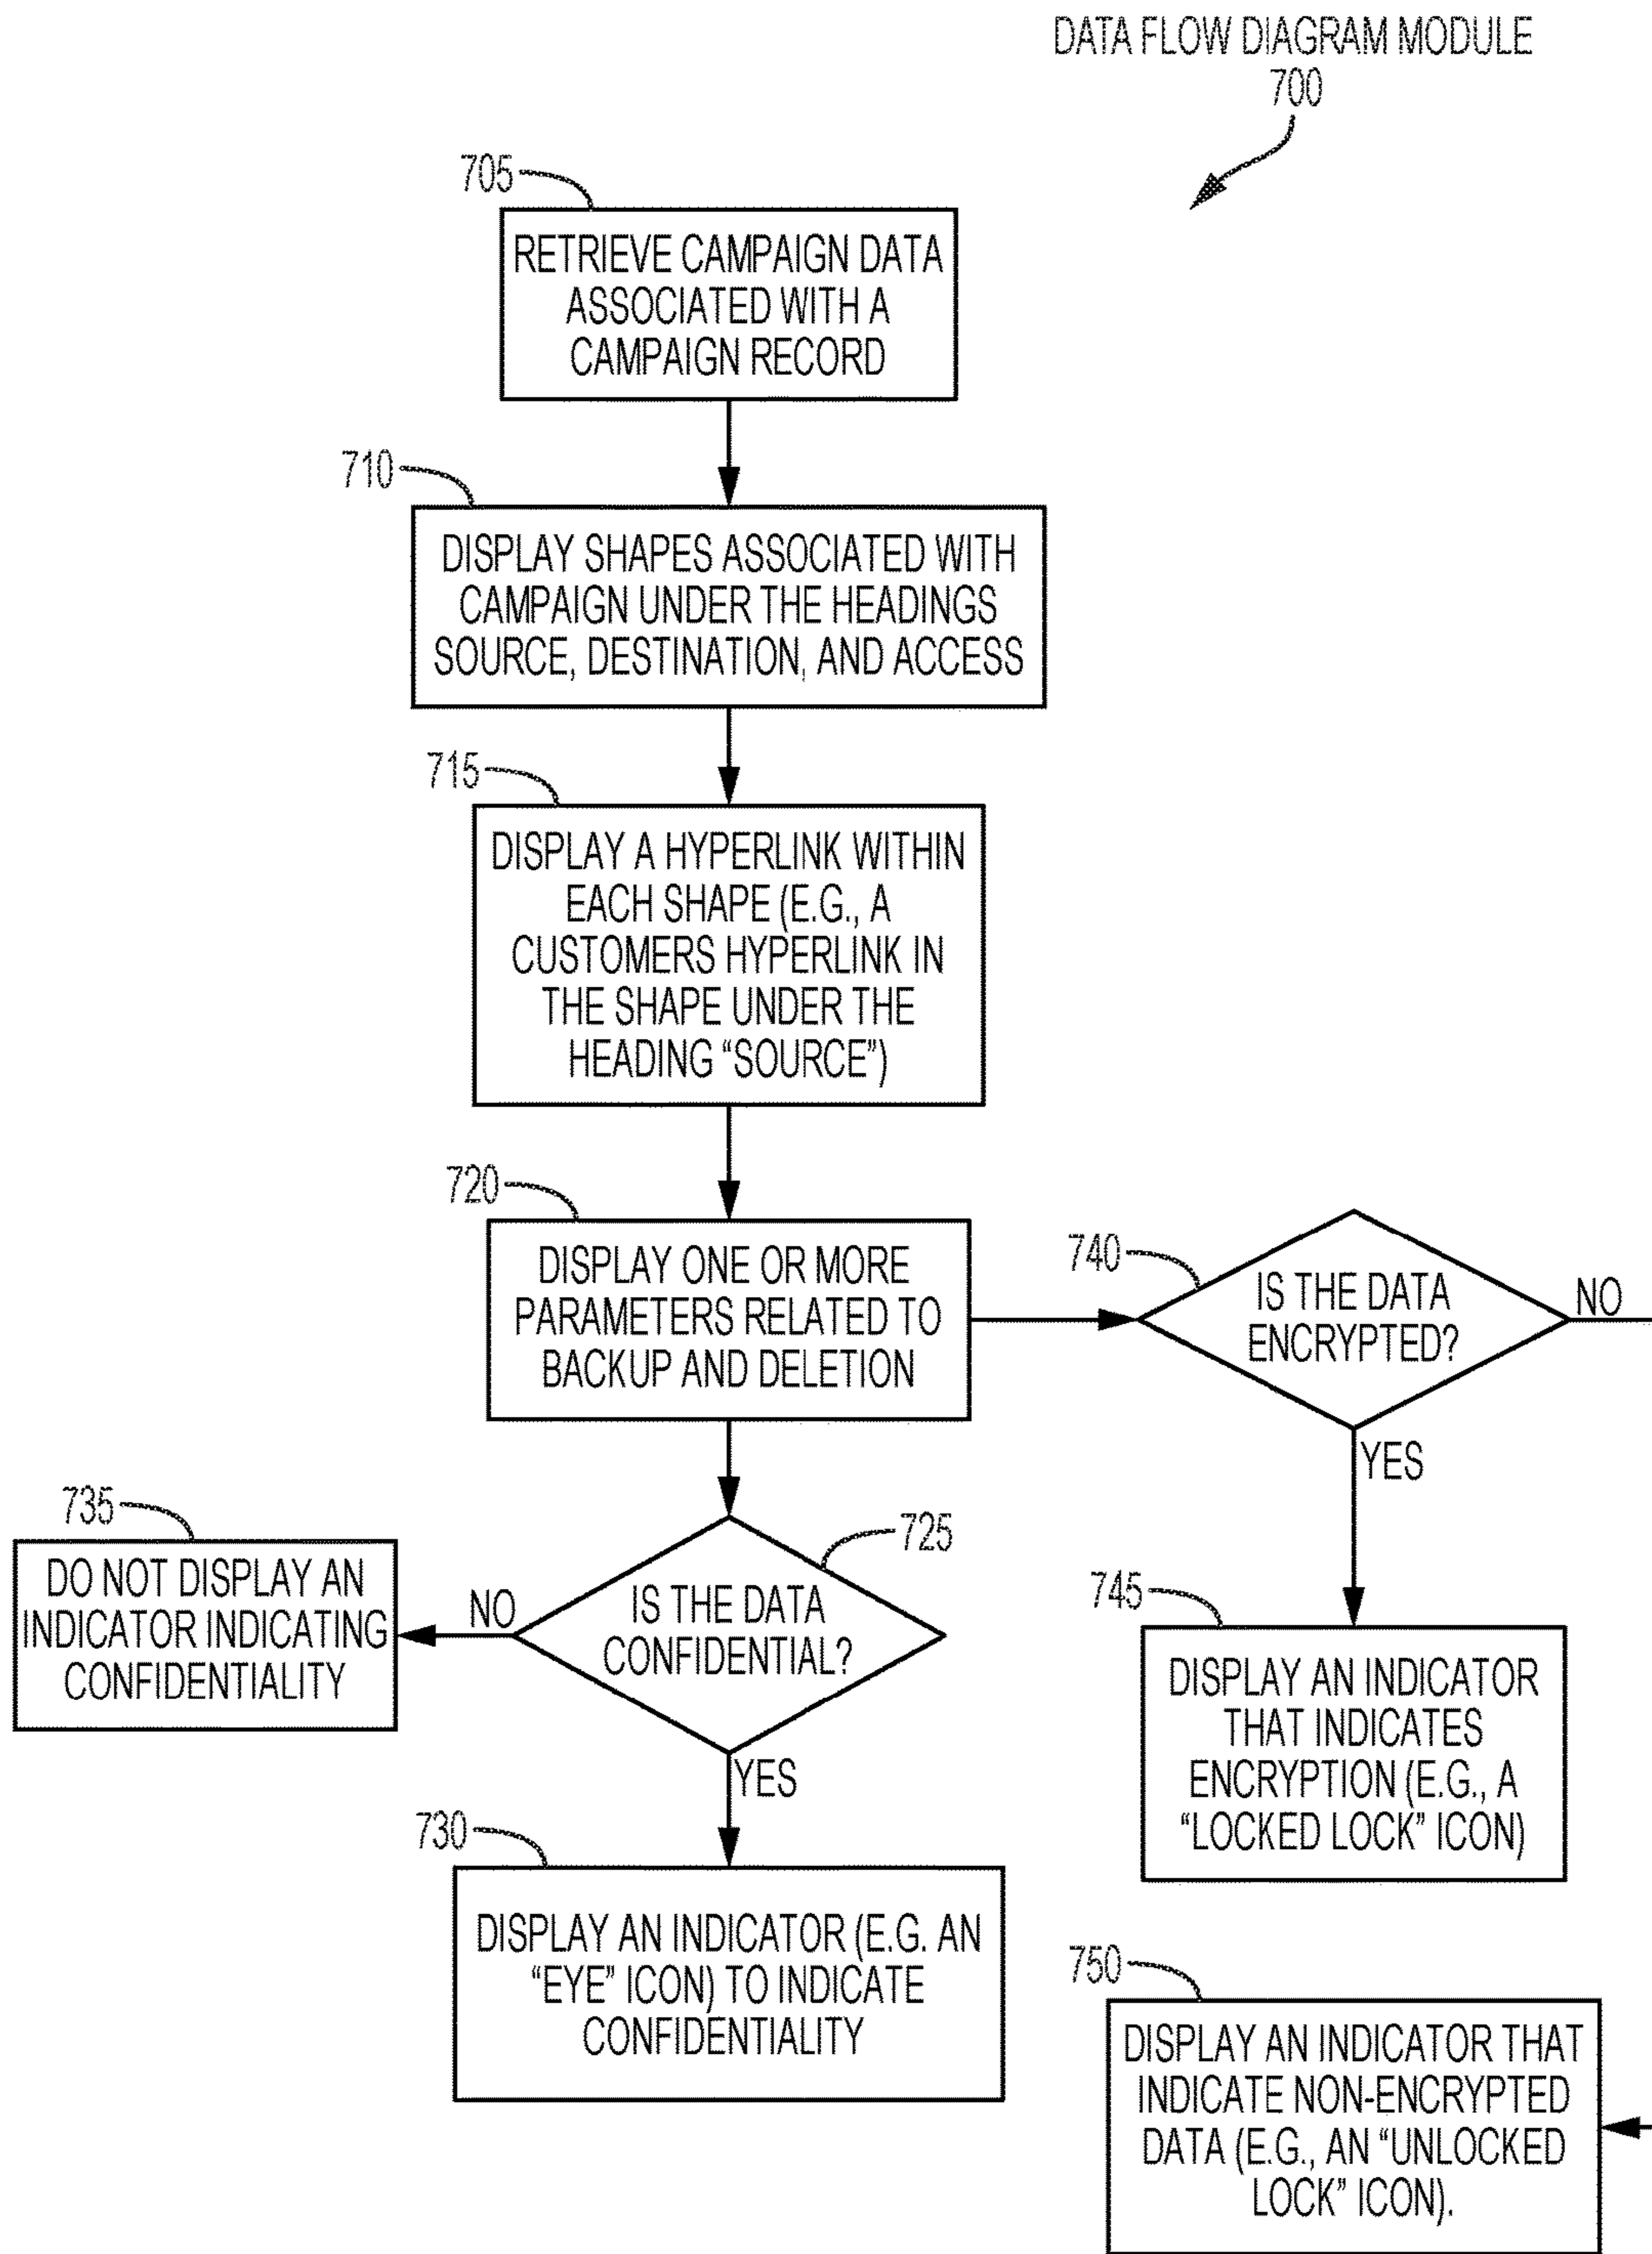 DATA FLOW DIAGRAM MODULE
700
705
RETRIEVE CAMPAIGN DATA
ASSOCIATED WITH A
CAMPAIGN RECORD
710
DISPLAY SHAPES ASSOCIATED WITH
CAMPAIGN UNDER THE HEADINGS
SOURCE, DESTINATION, AND ACCESS
715
DISPLAY A HYPERLINK WITHIN
EACH SHAPE (E.G., A
CUSTOMERS HYPERLINK IN
THE SHAPE UNDER THE
HEADING “SOURCE”)
720
DISPLAY ONE OR MORE
PARAMETERS RELATED TO
BACKUP AND DELETION
740
IS THE DATA
ENCRYPTED?
NO
YES
735
DO NOT DISPLAY AN
INDICATOR INDICATING
CONFIDENTIALITY
NO
725
IS THE DATA
CONFIDENTIAL?
YES
745
DISPLAY AN INDICATOR
THAT INDICATES
ENCRYPTION (E.G., A
“LOCKED LOCK” ICON)
730
DISPLAY AN INDICATOR (E.G. AN
“EYE” ICON) TO INDICATE
CONFIDENTIALITY
750
DISPLAY AN INDICATOR THAT
INDICATE NON-ENCRYPTED
DATA (E.G., AN “UNLOCKED
LOCK” ICON).